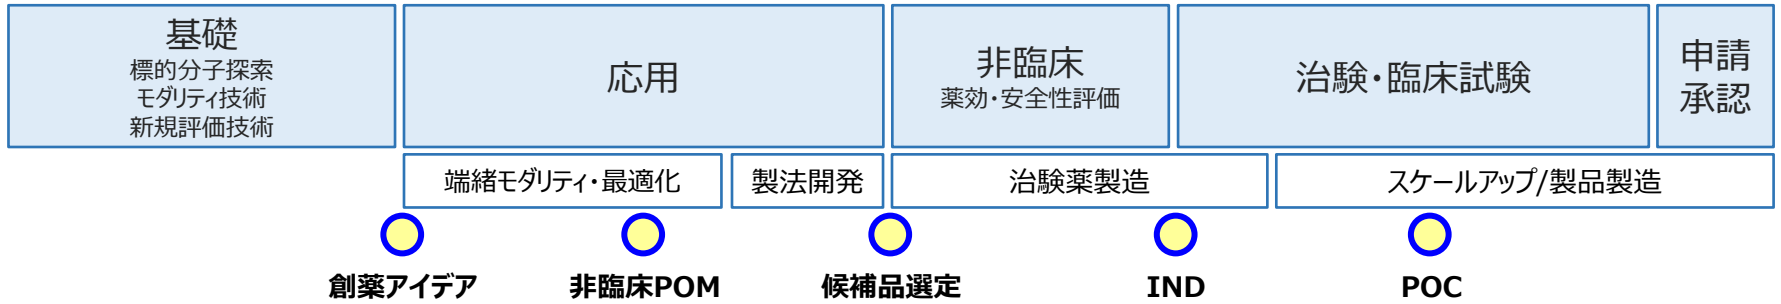 基礎
標的分子探索
モダリティ技術
新規評価技術
応用
非臨床
薬効・安全性評価
治験・臨床試験
申請
承認
端緒モダリティ・最適化
製法開発
治験薬製造
スケールアップ/製品製造
創薬アイデア
非臨床POM
候補品選定
IND
POC